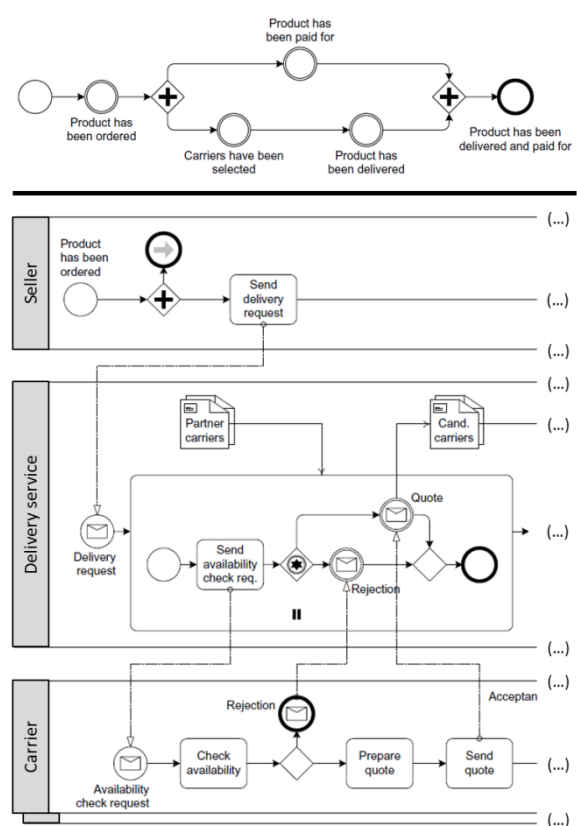 Product has
been paid for
Product has
been ordered
Carriers have been
selected
Product has
been delivered
Product has been
delivered and paid for
(...)
Seller
Product has been
ordered
Send
delivery
request
(...)
(...)
Delivery service
(...)
Partner
carriers
Cand.
carriers
(...)
Quote
Delivery
request
Send
availability
check req.
Rejection
(...)
(...)
Carrier
(...)
Acceptan
Rejection
Availability
check request
Check
availability
Prepare
quote
Send
quote
(...)
(...)